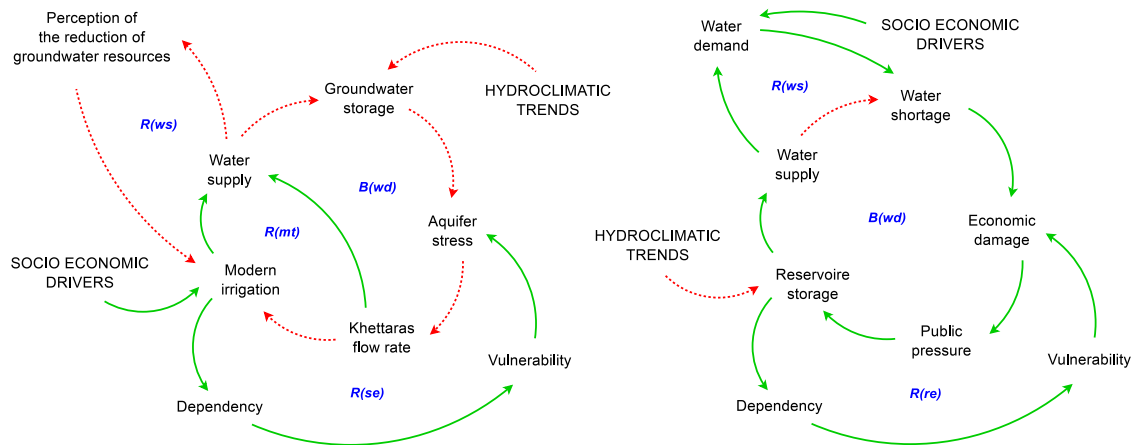 Perception of
the reduction of
groundwater resources
R(ws)
Groundwater
storage
HYDROCLIMATIC
TRENDS
Water
supply
B(wd)
R(mt)
Aquifer
stress
SOCIO ECONOMIC
DRIVERS
Modern
irrigation
Khettaras
flow rate
Vulnerability
R(se)
Dependency
Water
demand
SOCIO ECONOMIC
DRIVERS
R(ws)
Water
shortage
Water
supply
B(wd)
Economic
damage
HYDROCLIMATIC
TRENDS
Reservoire
storage
Public
pressure
Vulnerability
R(re)
Dependency